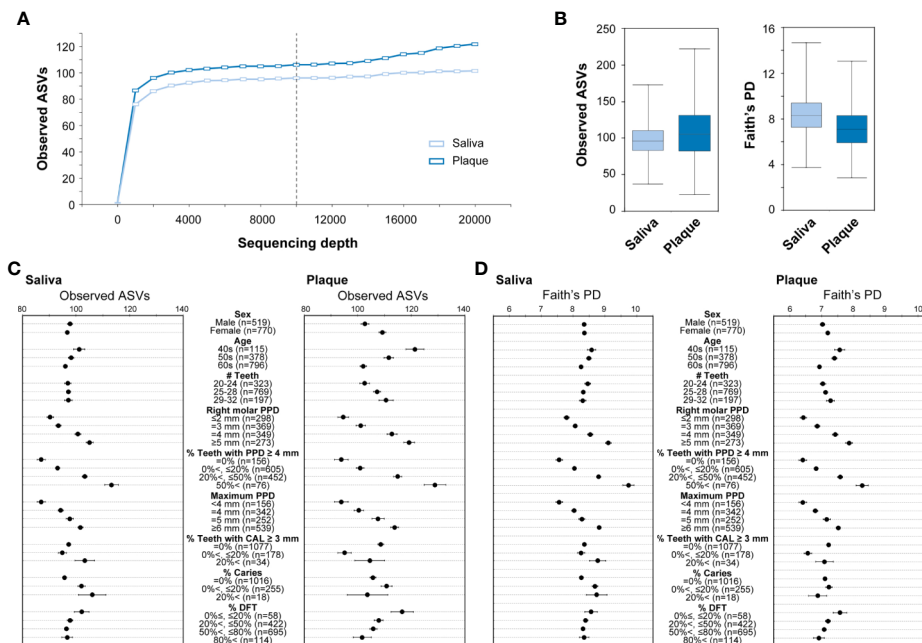 A
Observed ASVs
120
100
80
60
40
20
0
0 4000 8000 12000 16000 20000
Sequencing depth
Saliva
Plaque
B
Observed ASVs
250
200
150
100
50
0
Saliva Plaque
Faith's PD
16
12
8
4
0
Saliva Plaque
C
Saliva
Observed ASVs
80 100 120 140
Plaque
Observed ASVs
80 100 120 140
Sex
Male (n=519)
Female (n=770)
Age
40s (n=115)
50s (n=378)
60s (n=796)
# Teeth
20-24 (n=323)
25-28 (n=769)
29-32 (n=197)
Right molar PPD
≤2 mm (n=298)
=3 mm (n=369)
=4 mm (n=349)
≥5 mm (n=273)
% Teeth with PPD ≥ 4 mm
=0% (n=156)
0%<, ≤20% (n=605)
20%<, ≤50% (n=452)
50%< (n=76)
Maximum PPD
<4 mm (n=156)
=4 mm (n=342)
=5 mm (n=252)
≥6 mm (n=539)
% Teeth with CAL ≥ 3 mm
=0% (n=1077)
0%<, ≤20% (n=178)
20%< (n=34)
% Caries
=0% (n=1016)
0%<, ≤20% (n=255)
20%< (n=18)
% DFT
0%≤, ≤20% (n=58)
20%<, ≤50% (n=422)
50%<, ≤80% (n=695)
80%< (n=114)
D
Saliva
Faith's PD
6 7 8 9 10
Plaque
Faith's PD
6 7 8 9 10
Sex
Male (n=519)
Female (n=770)
Age
40s (n=115)
50s (n=378)
60s (n=796)
# Teeth
20-24 (n=323)
25-28 (n=769)
29-32 (n=197)
Right molar PPD
≤2 mm (n=298)
=3 mm (n=369)
=4 mm (n=349)
≥5 mm (n=273)
% Teeth with PPD ≥ 4 mm
=0% (n=156)
0%<, ≤20% (n=605)
20%<, ≤50% (n=452)
50%< (n=76)
Maximum PPD
<4 mm (n=156)
=4 mm (n=342)
=5 mm (n=252)
≥6 mm (n=539)
% Teeth with CAL ≥ 3 mm
=0% (n=1077)
0%<, ≤20% (n=178)
20%< (n=34)
% Caries
=0% (n=1016)
0%<, ≤20% (n=255)
20%< (n=18)
% DFT
0%≤, ≤20% (n=58)
20%<, ≤50% (n=422)
50%<, ≤80% (n=695)
80%< (n=114)